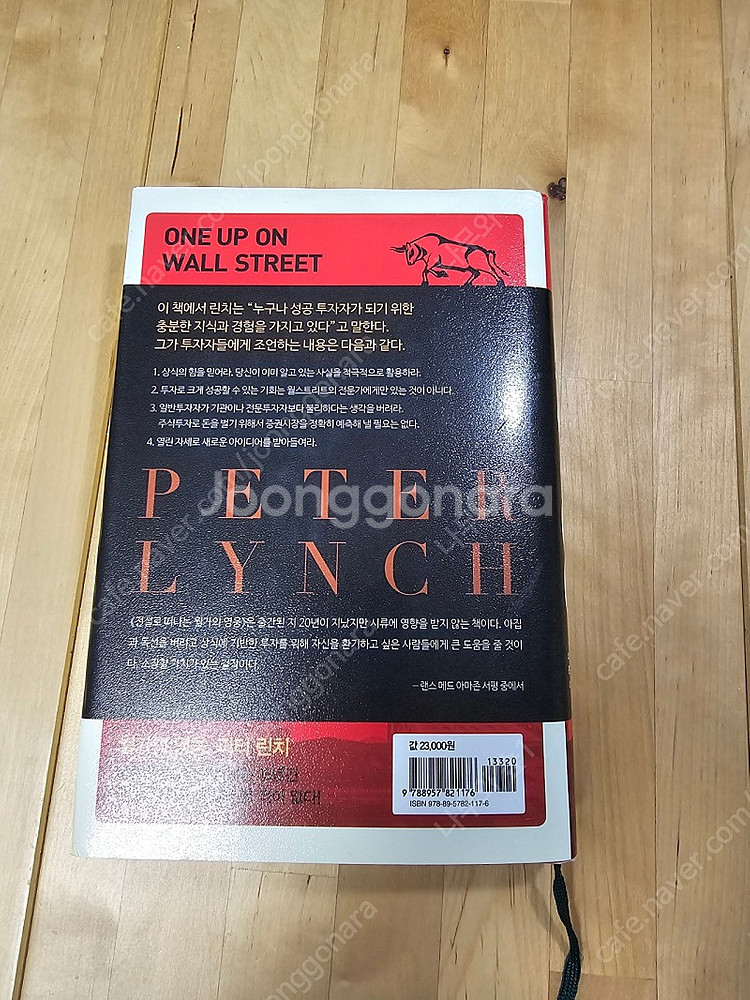 ONE UP ON
WALL STREET
이 책에서 린치는 “누구나 성공 투자자가 되기 위한
충분한 지식과 경험을 가지고 있다”고 말한다.
그가 투자자들에게 조언하는 내용은 다음과 같다.
1. 상식의 힘을 믿어라. 당신이 이미 알고 있는 사실을 적극적으로 활용하라.
2. 투자로 크게 성공할 수 있는 기회는 월스트리트의 전문가에게만 있는 것이 아니다.
3. 일반투자자가 기관이나 전문투자자보다 불리하다는 생각을 버려라.
주식투자로 돈을 벌기 위해서 증권시장을 정확히 예측해 낼 필요는 없다.
4. 열린 자세로 새로운 아이디어를 받아들여라.
PETER
Joonggonara
LYNCH
《전설로 떠나는 월가의 영웅》은 출간된 지 20년이 지났지만 시류에 영향을 받지 않는 책이다. 아집
과 독선을 버리고 상식에 기반한 투자를 위해 자신을 환기하고 싶은 사람들에게 큰 도움을 줄 것이
다. 소장할 가치가 있는 걸작이다.
– 랜스 메드 아마존 서평 중에서
피터 린치
값 23,000원
13320
9 788957 821176
ISBN 978-89-5782-117-6
cafe.naver.com/joonggonara